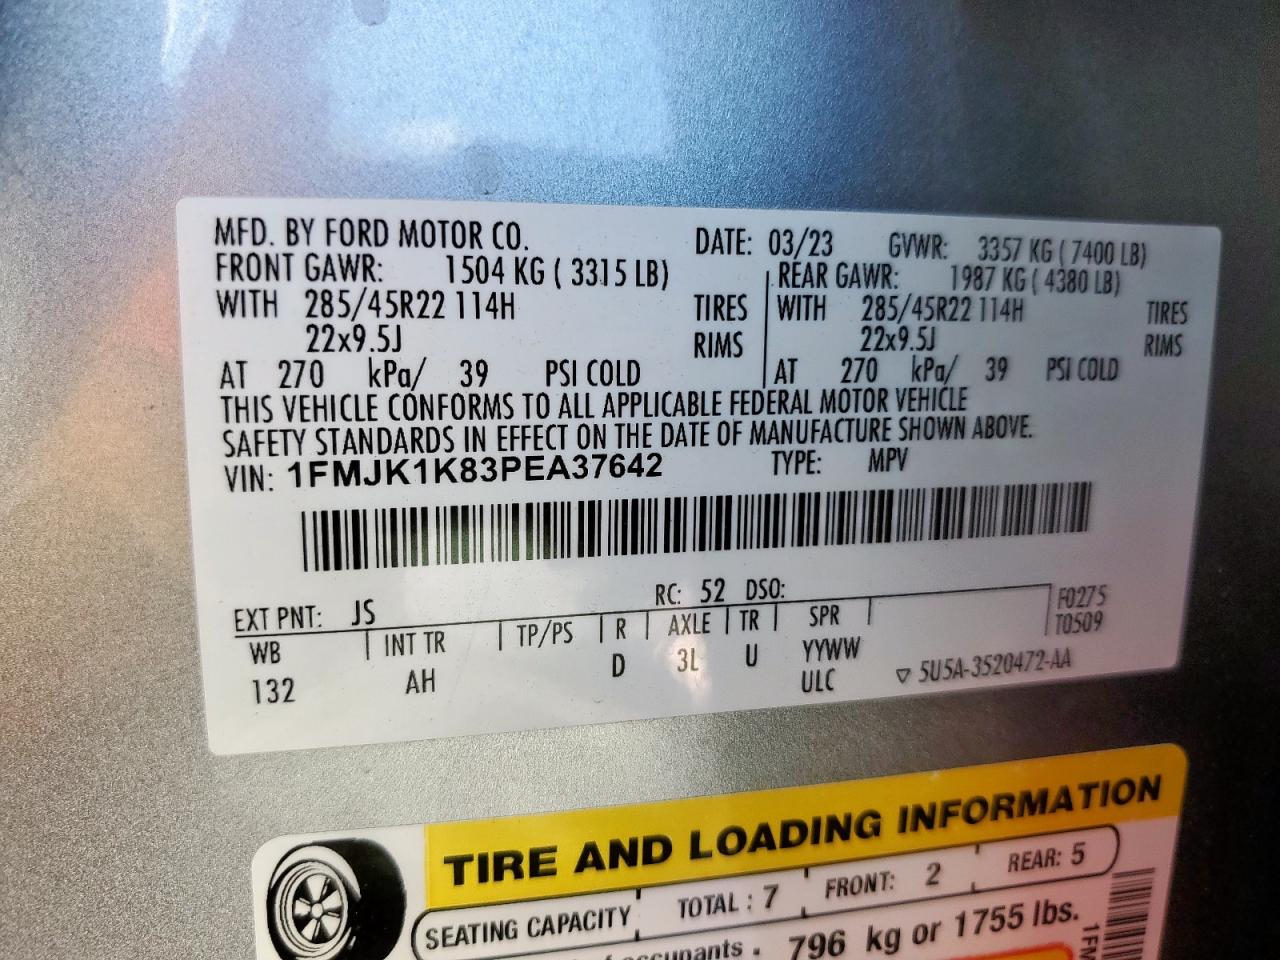 MFD. BY FORD MOTOR CO. DATE: 03/23 GVWR: 3357 KG ( 7400 LB)
FRONT GAWR: 1504 KG ( 3315 LB) REAR GAWR: 1987 KG ( 4380 LB)
WITH 285/45R22 114H TIRES WITH 285/45R22 114H TIRES
22x9.5J RIMS 22x9.5J RIMS
AT 270 kPa/ 39 PSI COLD AT 270 kPa/ 39 PSI COLD
THIS VEHICLE CONFORMS TO ALL APPLICABLE FEDERAL MOTOR VEHICLE
SAFETY STANDARDS IN EFFECT ON THE DATE OF MANUFACTURE SHOWN ABOVE.
VIN: 1FMJK1K83PEA37642 TYPE: MPV
EXT PNT: JS RC: 52 DSO: F0275
WB INT TR TP/PS R AXLE TR SPR T0509
132 AH D 3L U YYWW
ULC ▽ 5U5A-3520472-AA
TIRE AND LOADING INFORMATION
SEATING CAPACITY TOTAL : 7 FRONT: 2 REAR: 5
occupants . 796 kg or 1755 lbs.
1FM